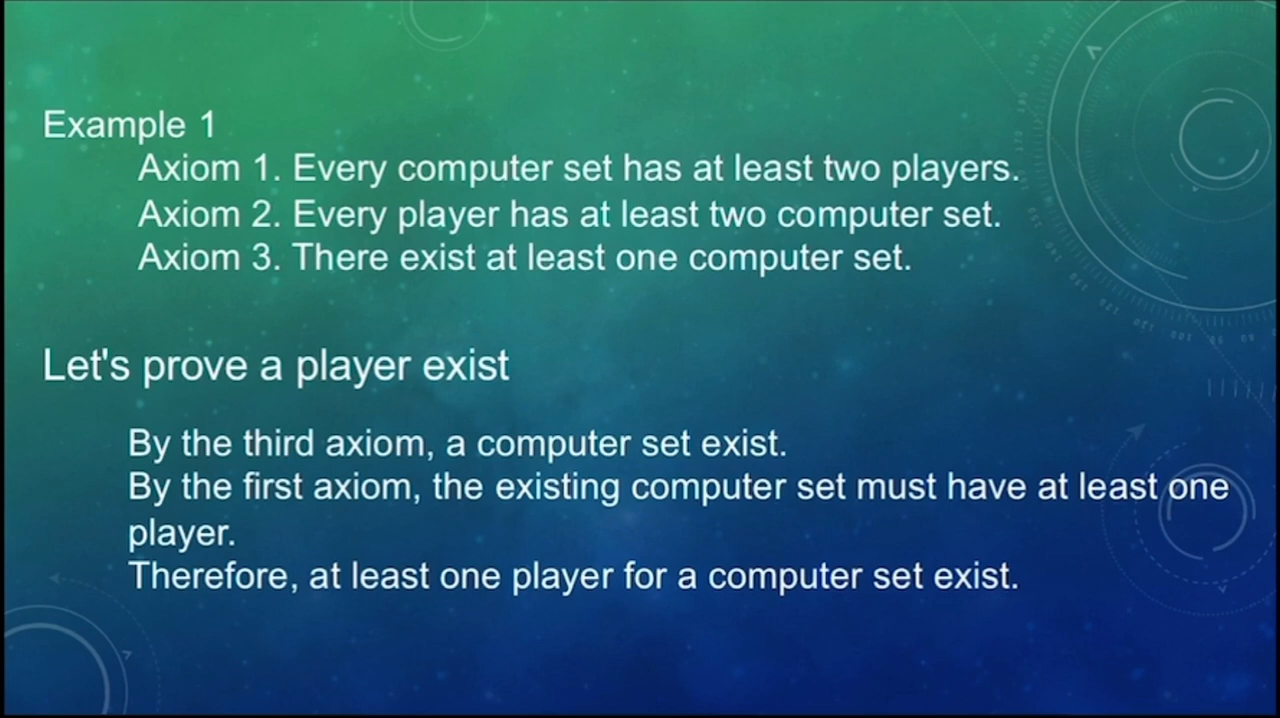 Example 1
Axiom 1. Every computer set has at least two players.
Axiom 2. Every player has at least two computer set.
Axiom 3. There exist at least one computer set.
Let's prove a player exist
By the third axiom, a computer set exist.
By the first axiom, the existing computer set must have at least one
player.
Therefore, at least one player for a computer set exist.